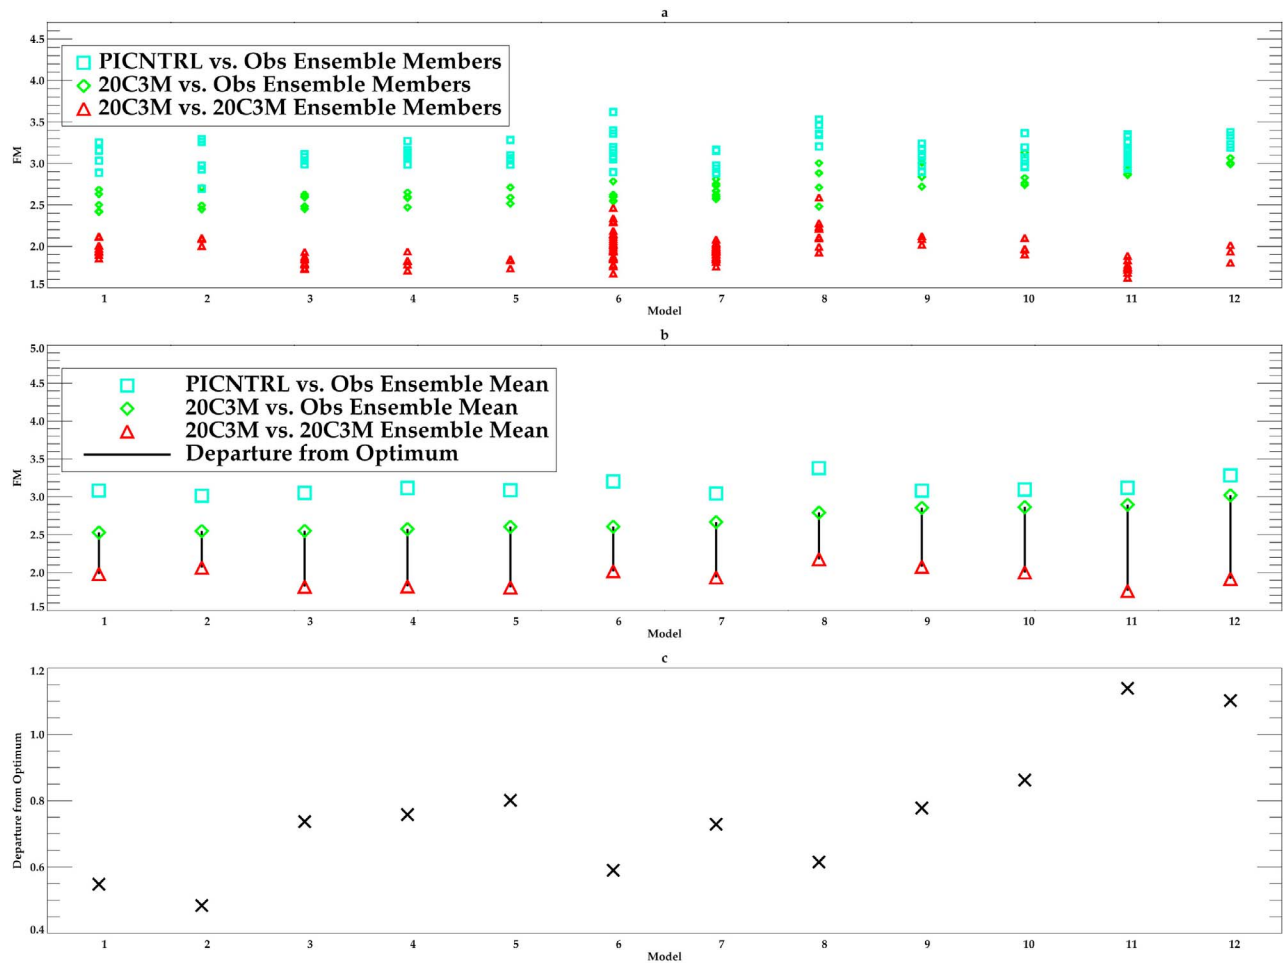 a
4.5
4.0
3.5
3.0
2.5
2.0
1.5
FM
PICNTRL vs. Obs Ensemble Members
20C3M vs. Obs Ensemble Members
20C3M vs. 20C3M Ensemble Members
1 2 3 4 5 6 7 8 9 10 11 12
Model
b
5.0
4.5
4.0
3.5
3.0
2.5
2.0
1.5
FM
PICNTRL vs. Obs Ensemble Mean
20C3M vs. Obs Ensemble Mean
20C3M vs. 20C3M Ensemble Mean
Departure from Optimum
1 2 3 4 5 6 7 8 9 10 11 12
Model
c
1.2
1.0
0.8
0.6
0.4
Departure from Optimum
1 2 3 4 5 6 7 8 9 10 11 12
Model